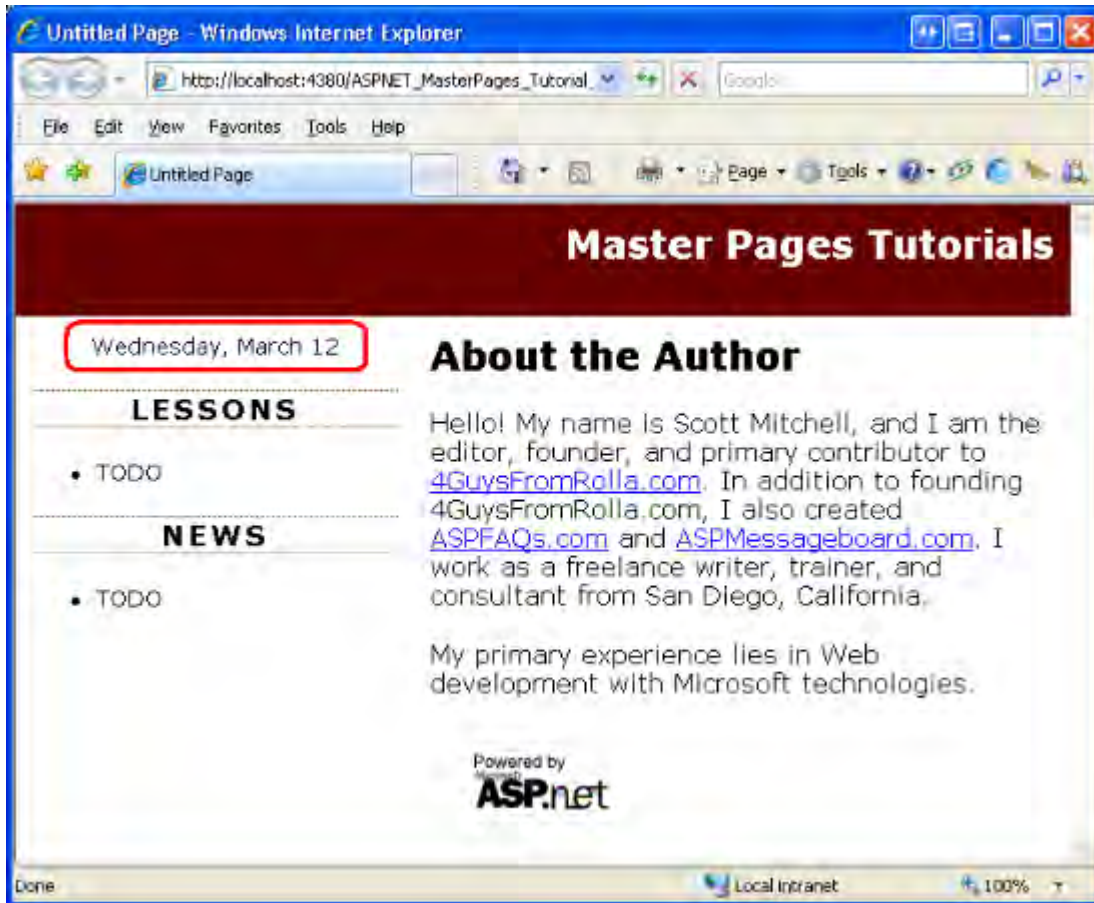 Untitled Page - Windows Internet Explorer
http://localhost:4380/ASPNET_MasterPages_Tutorial_
Google
File Edit View Favorites Tools Help
Untitled Page
Page Tools
Master Pages Tutorials
Wednesday, March 12
LESSONS
• TODO
NEWS
• TODO
About the Author
Hello! My name is Scott Mitchell, and I am the
editor, founder, and primary contributor to
4GuysFromRolla.com. In addition to founding
4GuysFromRolla.com, I also created
ASPFAQs.com and ASPMessageboard.com. I
work as a freelance writer, trainer, and
consultant from San Diego, California.
My primary experience lies in Web
development with Microsoft technologies.
Powered by
Microsoft
ASP.net
Done
Local intranet
100%